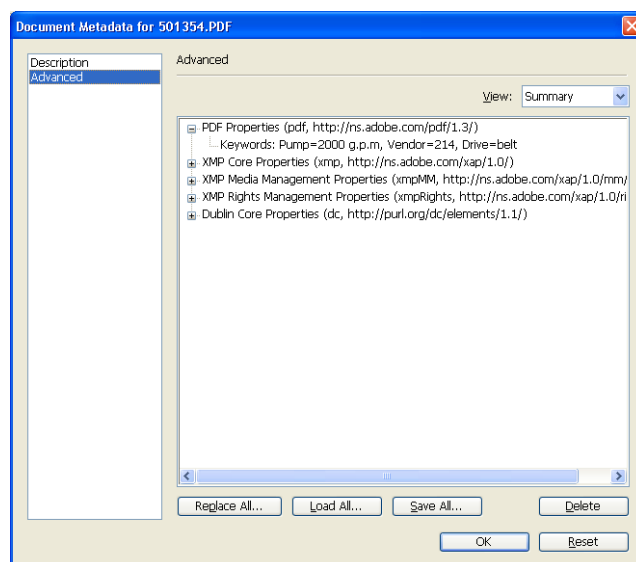 Document Metadata for 501354.PDF
Description
Advanced
Advanced
View: Summary
PDF Properties (pdf, http://ns.adobe.com/pdf/1.3/)
Keywords: Pump=2000 g.p.m, Vendor=214, Drive=belt
XMP Core Properties (xmp, http://ns.adobe.com/xap/1.0/)
XMP Media Management Properties (xmpMM, http://ns.adobe.com/xap/1.0/mm/
XMP Rights Management Properties (xmpRights, http://ns.adobe.com/xap/1.0/ri
Dublin Core Properties (dc, http://purl.org/dc/elements/1.1/)
Replace All... Load All... Save All... Delete
OK Reset